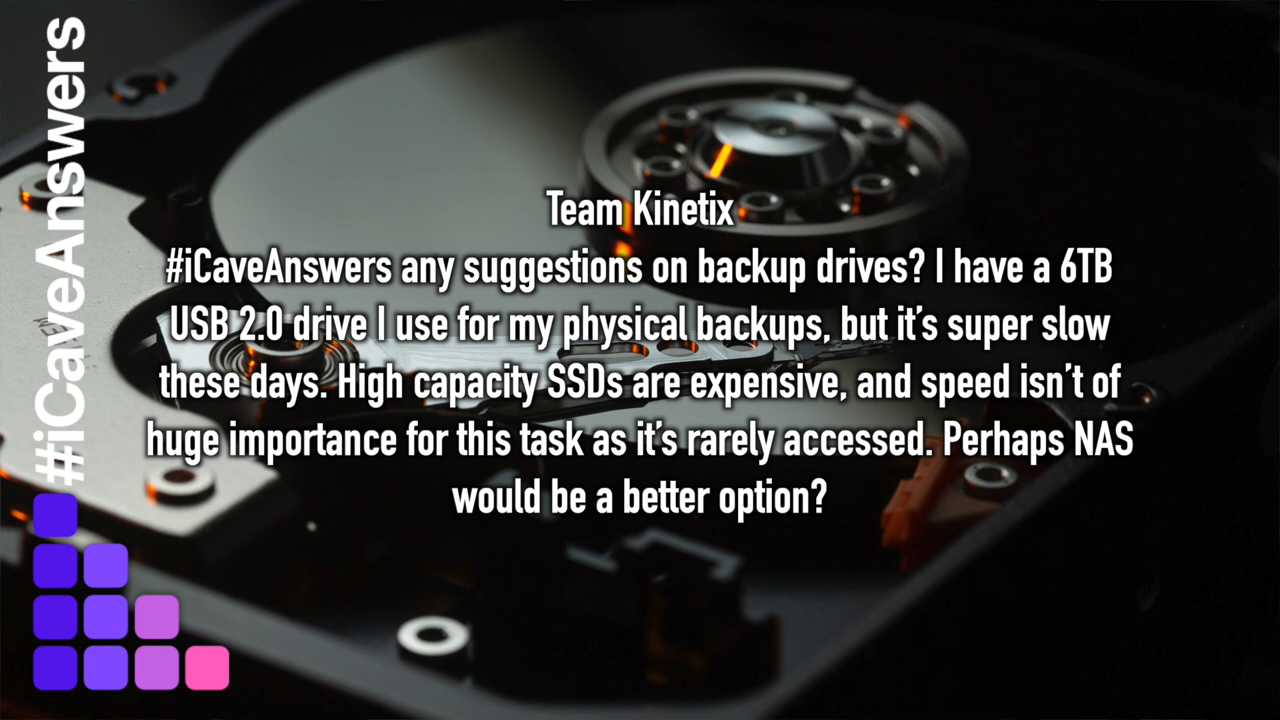 #iCaveAnswers
Team Kinetix
#iCaveAnswers any suggestions on backup drives? I have a 6TB
USB 2.0 drive I use for my physical backups, but it’s super slow
these days. High capacity SSDs are expensive, and speed isn’t of
huge importance for this task as it’s rarely accessed. Perhaps NAS
would be a better option?